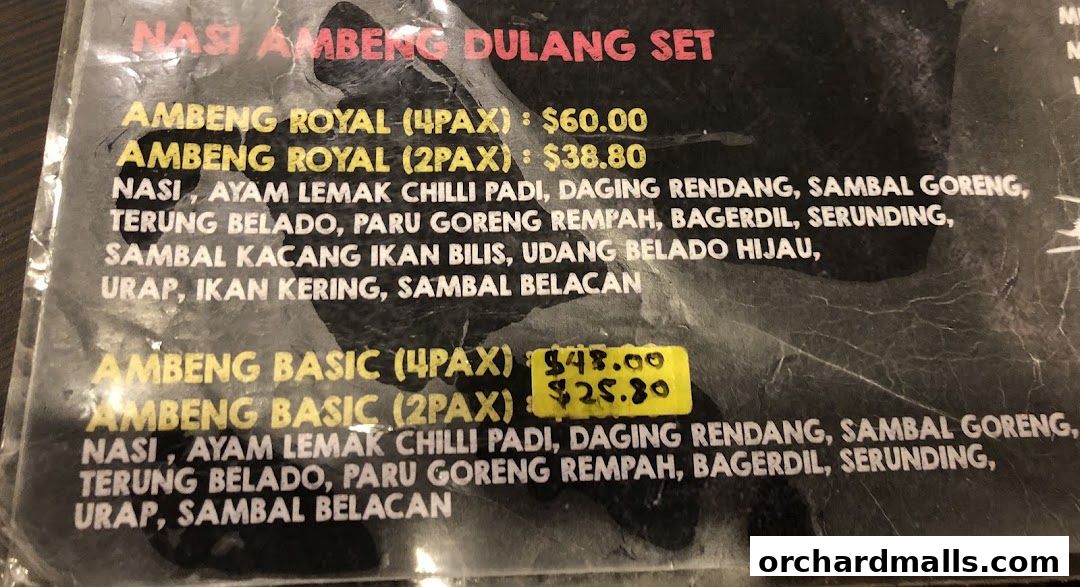 NASI AMBENG DULANG SET
AMBENG ROYAL (4PAX) : $60.00
AMBENG ROYAL (2PAX) : $38.80
NASI , AYAM LEMAK CHILLI PADI, DAGING RENDANG, SAMBAL GORENG,
TERUNG BELADO, PARU GORENG REMPAH, BAGERDIL, SERUNDING,
SAMBAL KACANG IKAN BILIS, UDANG BELADO HIJAU,
URAP, IKAN KERING, SAMBAL BELACAN
AMBENG BASIC (4PAX) : $48.00
AMBENG BASIC (2PAX) : $25.80
NASI , AYAM LEMAK CHILLI PADI, DAGING RENDANG, SAMBAL GORENG,
TERUNG BELADO, PARU GORENG REMPAH, BAGERDIL, SERUNDING,
URAP, SAMBAL BELACAN
orchardmalls.com